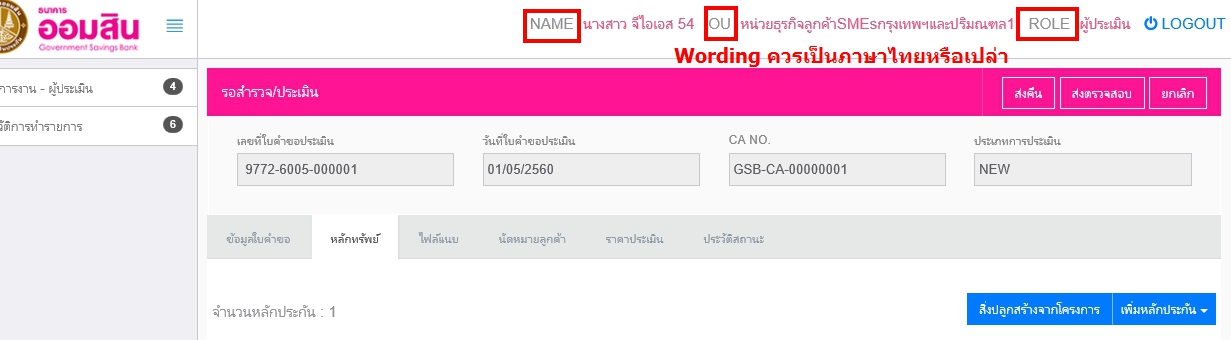 ธนาคาร
ออมสิน
Government Savings Bank
NAME นางสาว จีไอเอส 54 OU หน่วยธุรกิจลูกค้าSMEsกรุงเทพฯและปริมณฑล1 ROLE ผู้ประเมิน LOGOUT
Wording ควรเป็นภาษาไทยหรือเปล่า
การงาน - ผู้ประเมิน 4
วัติการทำรายการ 6
รอสำรวจ/ประเมิน ส่งคืน ส่งตรวจสอบ ยกเลิก
เลขที่ใบคำขอประเมิน วันที่ใบคำขอประเมิน CA NO. ประเภทการประเมิน
9772-6005-000001 01/05/2560 GSB-CA-00000001 NEW
ข้อมูลใบคำขอ หลักทรัพย์ ไฟล์แนบ นัดหมายลูกค้า ราคาประเมิน ประวัติสถานะ
จำนวนหลักประกัน : 1 สิ่งปลูกสร้างจากโครงการ เพิ่มหลักประกัน